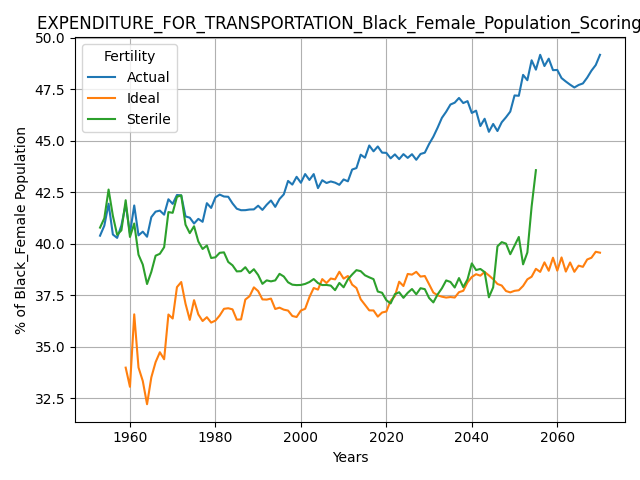 EXPENDITURE_FOR_TRANSPORTATION_Black_Female_Population_Scoring
Fertility
Actual
Ideal
Sterile
% of Black_Female Population
50.0
47.5
45.0
42.5
40.0
37.5
35.0
32.5
1960
1980
2000
2020
2040
2060
Years